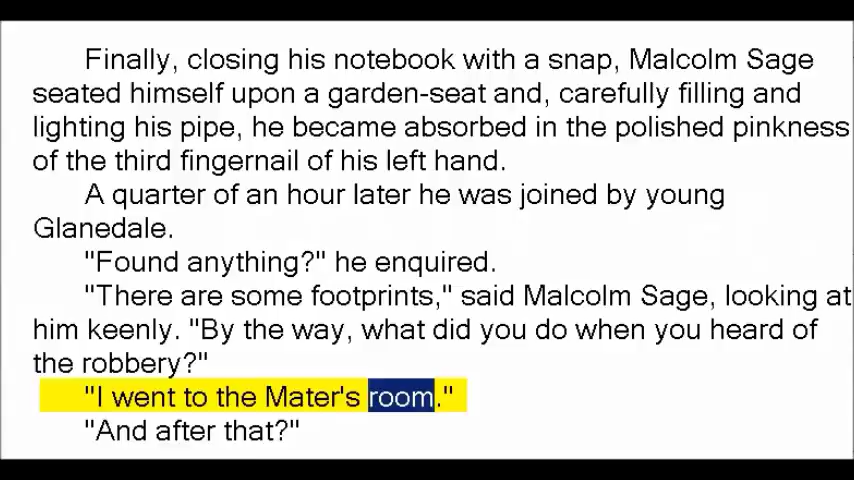 Finally, closing his notebook with a snap, Malcolm Sage
seated himself upon a garden-seat and, carefully filling and
lighting his pipe, he became absorbed in the polished pinkness
of the third fingernail of his left hand.
A quarter of an hour later he was joined by young
Glanedale.
"Found anything?" he enquired.
"There are some footprints," said Malcolm Sage, looking at
him keenly. "By the way, what did you do when you heard of
the robbery?"
"I went to the Mater's room."
"And after that?"